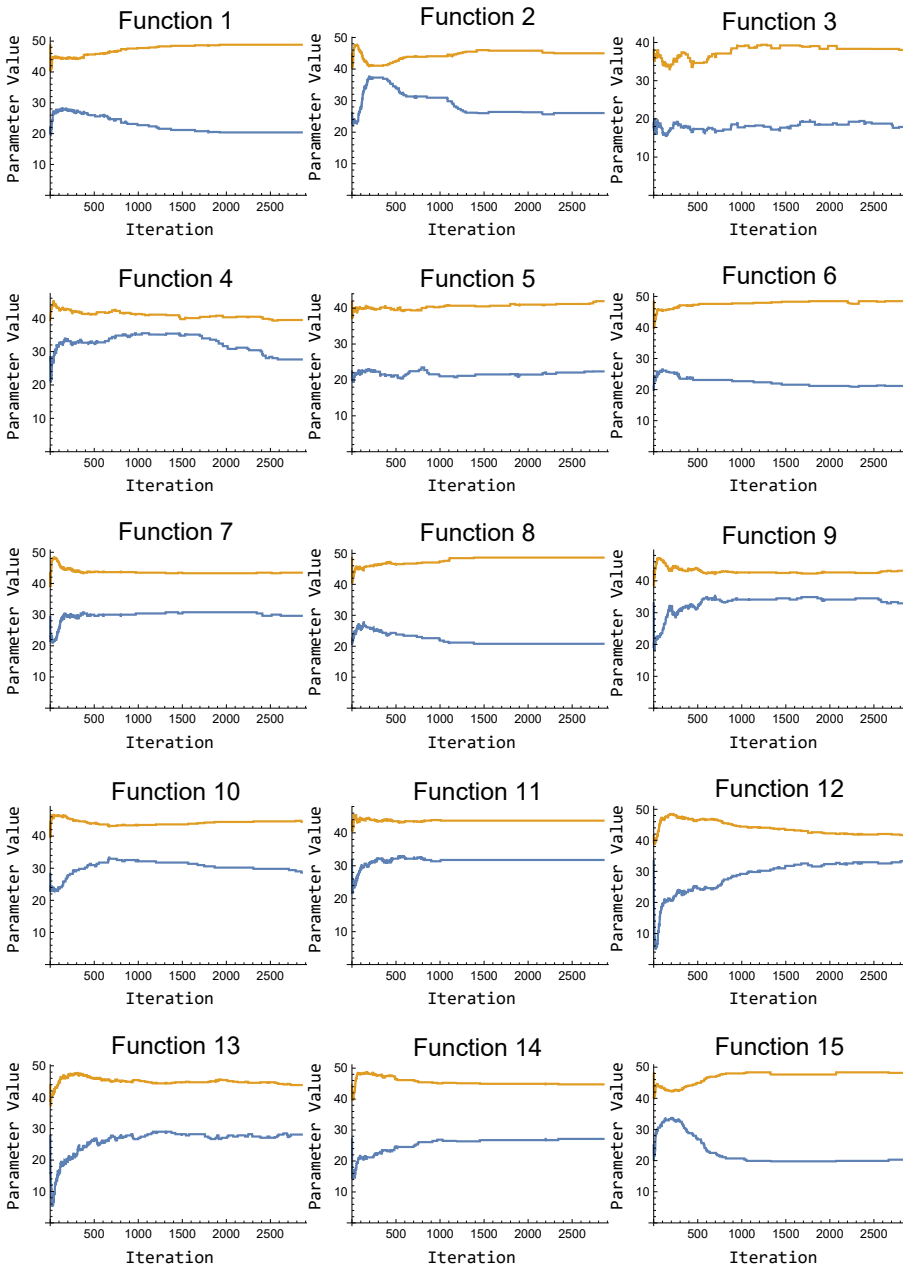 Function 1
Parameter Value
50
40
30
20
10
500 1000 1500 2000 2500
Iteration
Function 2
Parameter Value
50
40
30
20
10
500 1000 1500 2000 2500
Iteration
Function 3
Parameter Value
40
30
20
10
500 1000 1500 2000 2500
Iteration
Function 4
Parameter Value
40
30
20
10
500 1000 1500 2000 2500
Iteration
Function 5
Parameter Value
40
30
20
10
500 1000 1500 2000 2500
Iteration
Function 6
Parameter Value
50
40
30
20
10
500 1000 1500 2000 2500
Iteration
Function 7
Parameter Value
50
40
30
20
10
500 1000 1500 2000 2500
Iteration
Function 8
Parameter Value
50
40
30
20
10
500 1000 1500 2000 2500
Iteration
Function 9
Parameter Value
50
40
30
20
10
500 1000 1500 2000 2500
Iteration
Function 10
Parameter Value
40
30
20
10
500 1000 1500 2000 2500
Iteration
Function 11
Parameter Value
40
30
20
10
500 1000 1500 2000 2500
Iteration
Function 12
Parameter Value
50
40
30
20
10
500 1000 1500 2000 2500
Iteration
Function 13
Parameter Value
50
40
30
20
10
500 1000 1500 2000 2500
Iteration
Function 14
Parameter Value
50
40
30
20
10
500 1000 1500 2000 2500
Iteration
Function 15
Parameter Value
50
40
30
20
10
500 1000 1500 2000 2500
Iteration